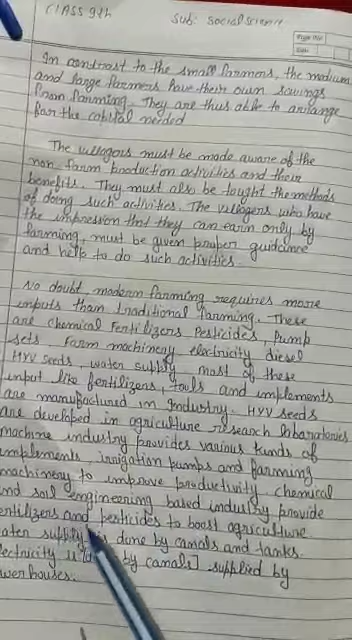 CLASS 9th Sub: Social Science
Page No.
Date
In contrast to the small farmers, the medium
and large farmers have their own savings
from farming. They are thus able to arrange
for the capital needed
The villagers must be made aware of the
non farm production activities and their
benefits. They must also be taught the methods
of doing such activities. The villagers who have
the impression that they can earn only by
farming, must be given proper guidance
and help to do such activities.
No doubt, modern farming requires more
inputs than traditional farming. These
are chemical fertilizers Pesticides, Pump
sets Farm machinery electricity diesel
HYV Seeds, water supply most of these
input like fertilizers, tools and implements
are manufactured in Industry. HYV seeds
are developed in agriculture research laboratories
machine industry provides various kinds of
implements, irrigation pumps and farming
machinery to improve productivity, chemical
and soil engineering based industry provide
ertilizers and pesticides to boost agriculture
ater supply is done by canals and tanks.
lectricity is by canals supplied by
wer houses.